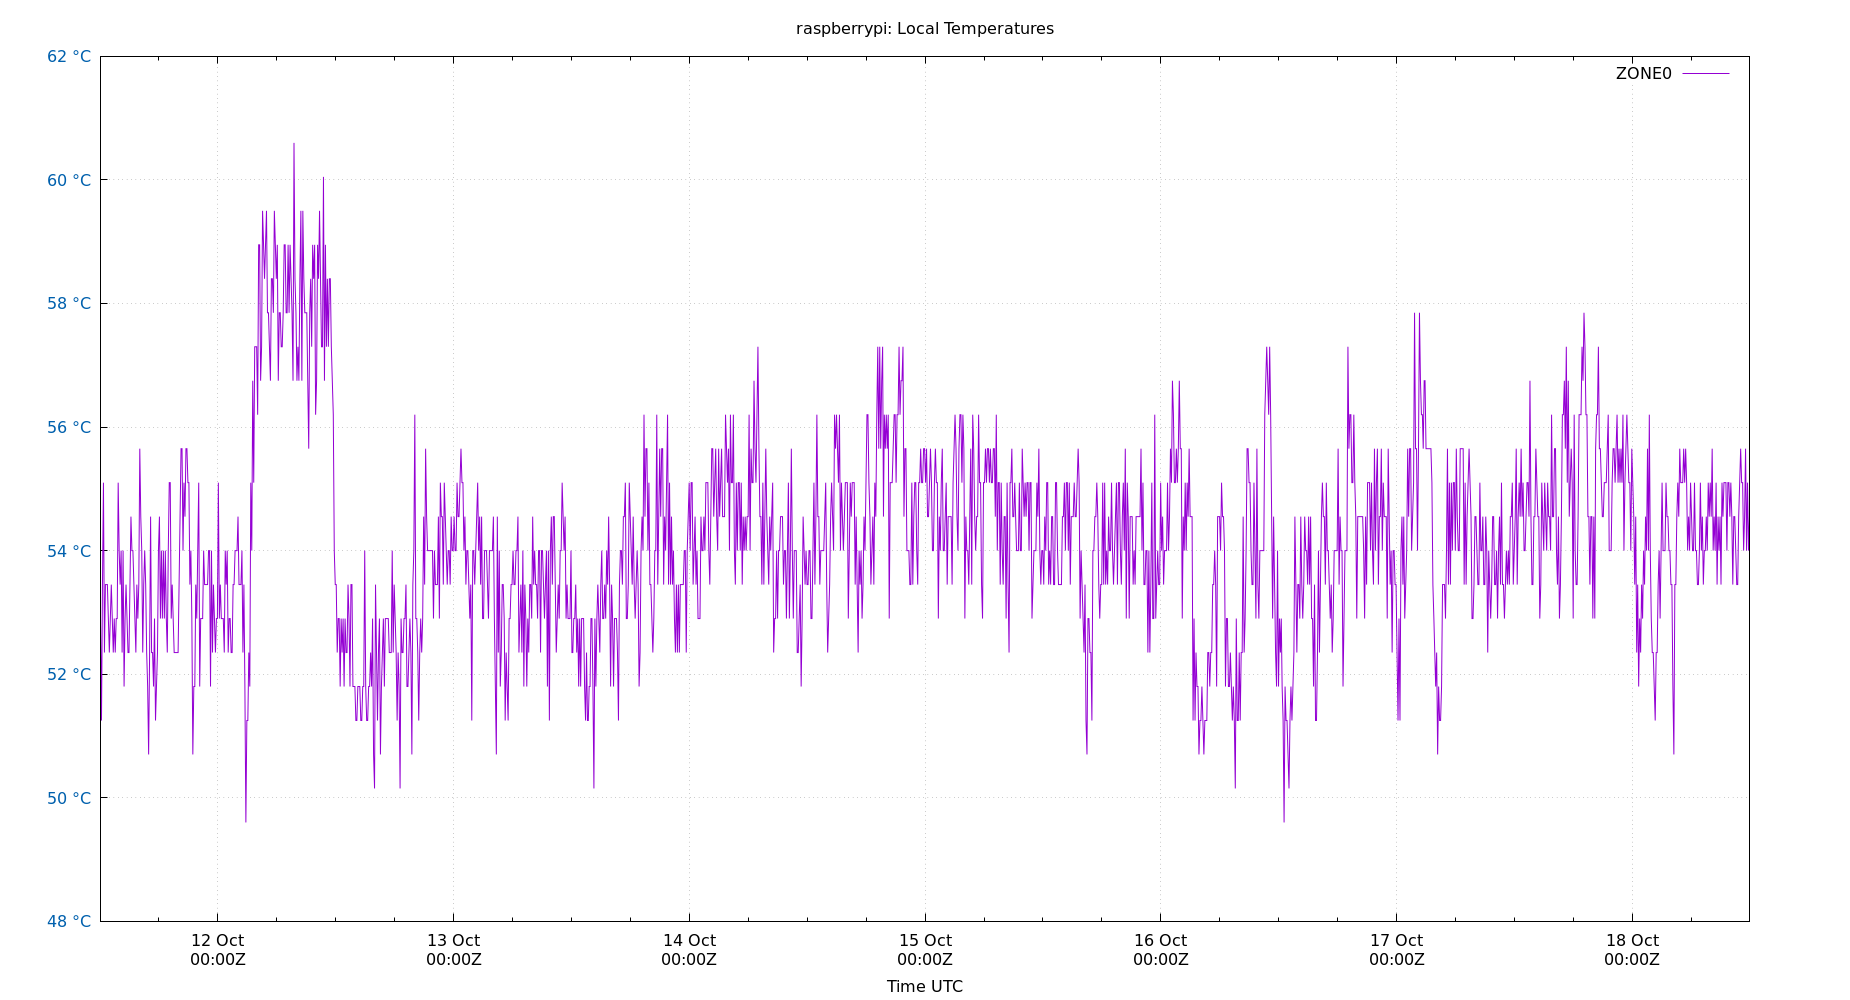 raspberrypi: Local Temperatures
62 °C
ZONE0
60 °C
58 °C
56 °C
54 °C
52 °C
50 °C
48 °C
12 Oct 13 Oct 14 Oct 15 Oct 16 Oct 17 Oct 18 Oct
00:00Z 00:00Z 00:00Z 00:00Z 00:00Z 00:00Z 00:00Z
Time UTC